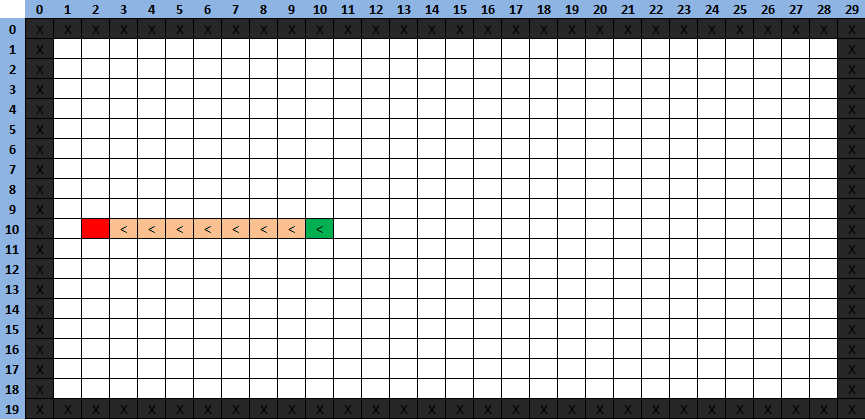 0 1 2 3 4 5 6 7 8 9 10 11 12 13 14 15 16 17 18 19 20 21 22 23 24 25 26 27 28 29
0 X X X X X X X X X X X X X X X X X X X X X X X X X X X X X X
1 X X
2 X X
3 X X
4 X X
5 X X
6 X X
7 X X
8 X X
9 X X
10 X < < < < < < < < X
11 X X
12 X X
13 X X
14 X X
15 X X
16 X X
17 X X
18 X X
19 X X X X X X X X X X X X X X X X X X X X X X X X X X X X X X